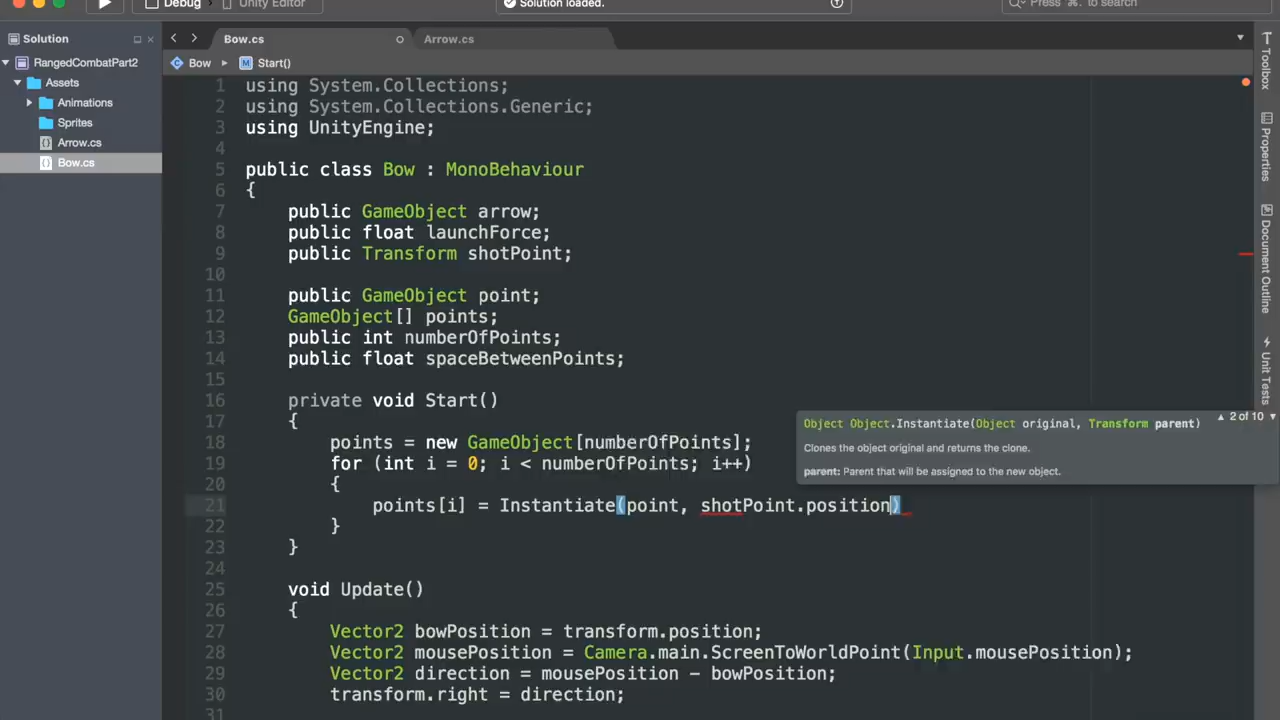 Debug
Unity Editor
Solution loaded.
Press ⌘. to search
Solution
RangedCombatPart2
Assets
Animations
Sprites
Arrow.cs
Bow.cs
Bow.cs
Arrow.cs
Bow
Start()
1 using System.Collections;
2 using System.Collections.Generic;
3 using UnityEngine;
4
5 public class Bow : MonoBehaviour
6 {
7 public GameObject arrow;
8 public float launchForce;
9 public Transform shotPoint;
10
11 public GameObject point;
12 GameObject[] points;
13 public int numberOfPoints;
14 public float spaceBetweenPoints;
15
16 private void Start()
17 {
18 points = new GameObject[numberOfPoints];
19 for (int i = 0; i < numberOfPoints; i++)
20 {
21 points[i] = Instantiate(point, shotPoint.position)
22 }
23 }
24
25 void Update()
26 {
27 Vector2 bowPosition = transform.position;
28 Vector2 mousePosition = Camera.main.ScreenToWorldPoint(Input.mousePosition);
29 Vector2 direction = mousePosition - bowPosition;
30 transform.right = direction;
31
Object Object.Instantiate(Object original, Transform parent)
▲ 2 of 10 ▼
Clones the object original and returns the clone.
parent: Parent that will be assigned to the new object.
Toolbox
Properties
Document Outline
Unit Tests